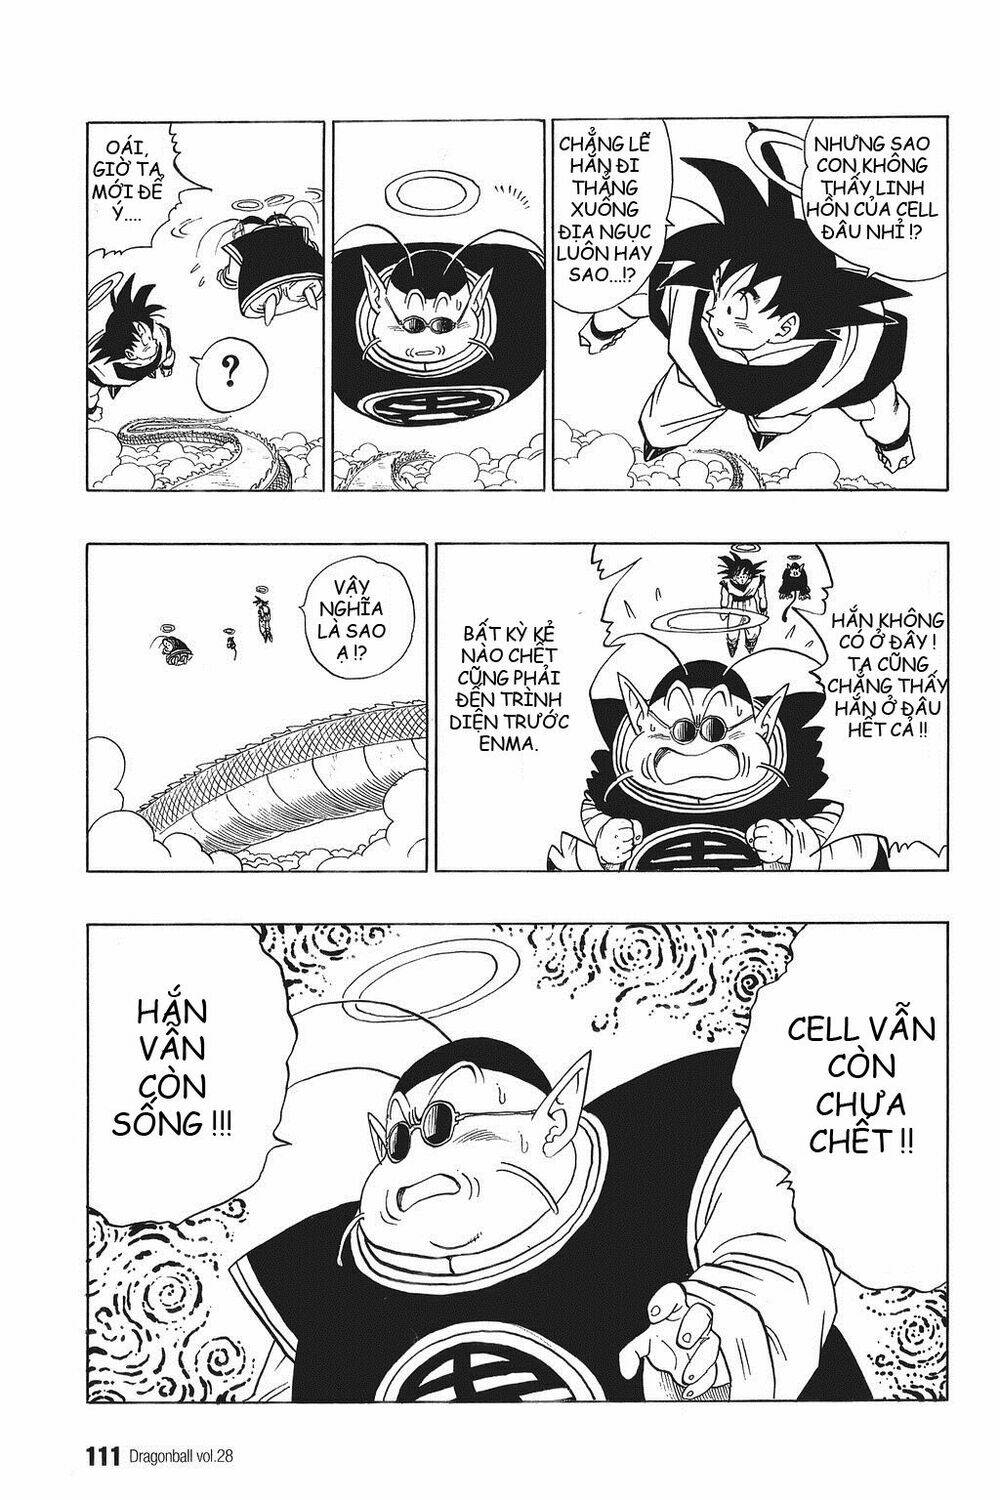 NHƯNG SAO
CON KHÔNG
THẤY LINH
HỒN CỦA CELL
ĐÂU NHỈ !?
CHẲNG LẼ
HẮN ĐI
THẲNG
XUỐNG
ĐỊA NGỤC
LUÔN HAY
SAO...!?
OÁI,
GIỜ TA
MỚI ĐỂ
Ý....
?
HẮN KHÔNG
CÓ Ở ĐÂY !
TA CŨNG
CHẲNG THẤY
HẮN Ở ĐÂU
HẾT CẢ !!
BẤT KỲ KẺ
NÀO CHẾT
CŨNG PHẢI
ĐẾN TRÌNH
DIỆN TRƯỚC
ENMA.
VẬY
NGHĨA
LÀ SAO
Ạ !?
CELL VẪN
CÒN
CHƯA
CHẾT !!
HẮN
VẪN
CÒN
SỐNG !!!
111 Dragonball vol.28